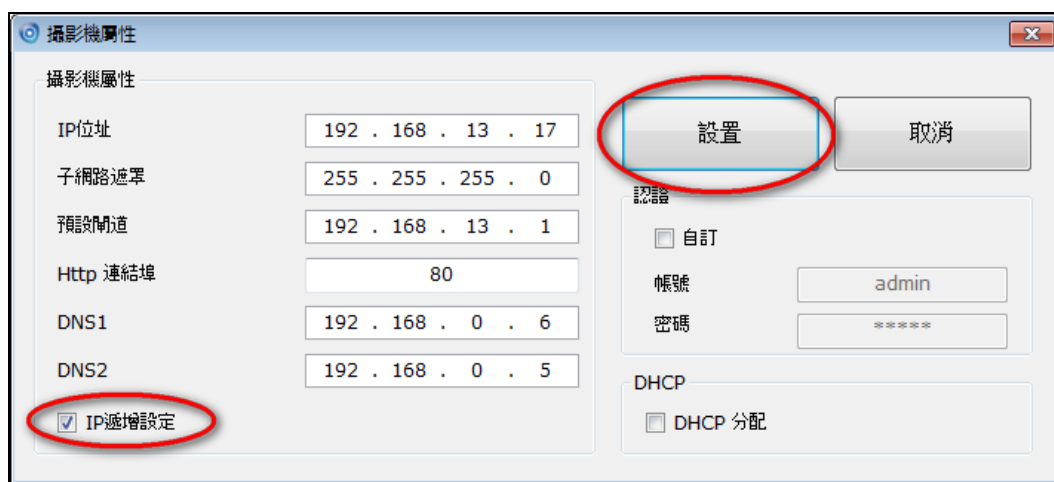 攝影機屬性
攝影機屬性
IP位址 192 . 168 . 13 . 17
子網路遮罩 255 . 255 . 255 . 0
預設閘道 192 . 168 . 13 . 1
Http 連結埠 80
DNS1 192 . 168 . 0 . 6
DNS2 192 . 168 . 0 . 5
IP遞增設定
設置 取消
認證
自訂
帳號 admin
密碼 *****
DHCP
DHCP 分配